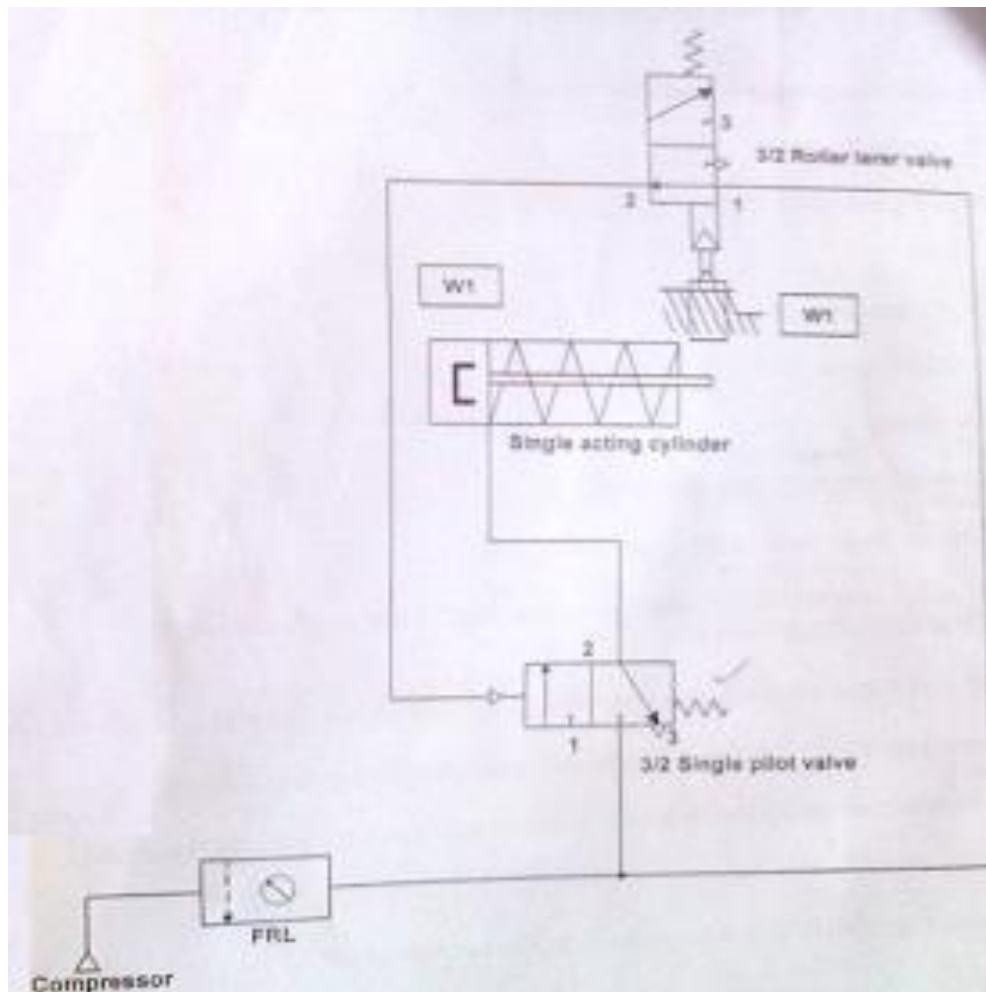 3
3/2 Roller lerer valve
2
1
W1
W1
Single acting cylinder
2
1
3
3/2 Single pilot valve
FRL
Compressor